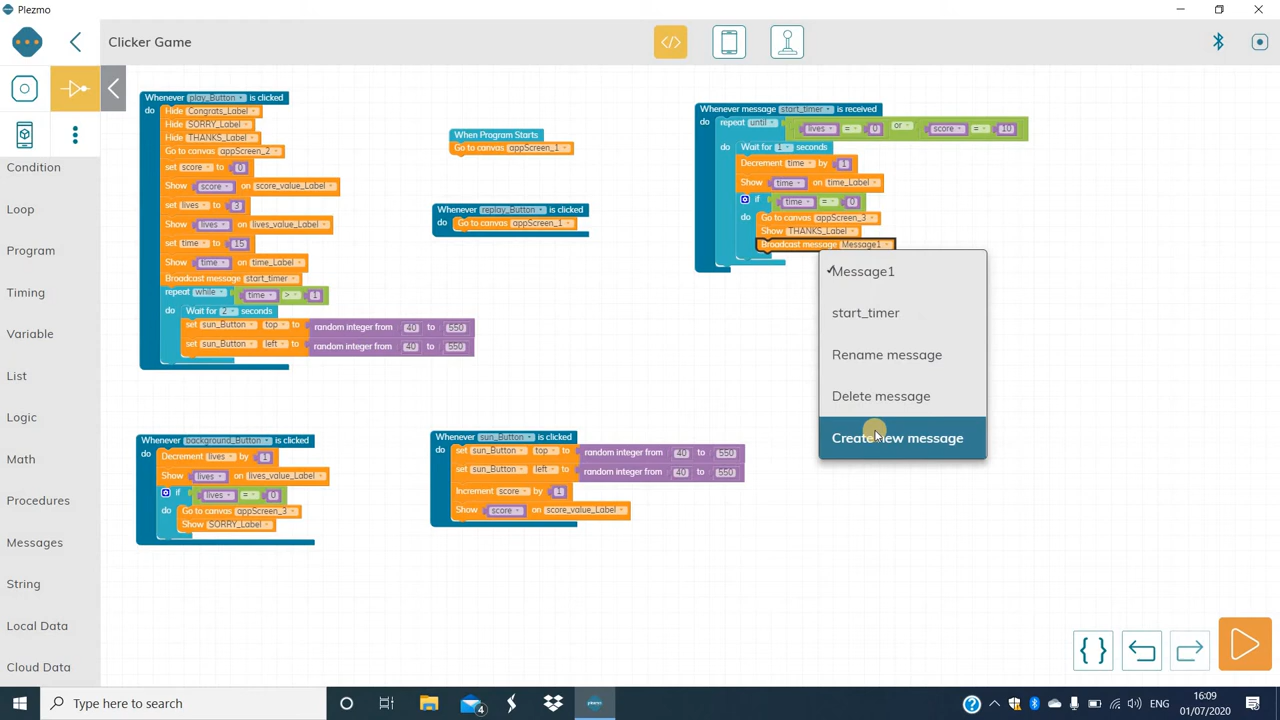 Plezmo
Clicker Game
Condition
Loop
Program
Timing
Variable
List
Logic
Math
Procedures
Messages
String
Local Data
Cloud Data
Whenever play_Button is clicked
do Hide Congrats_Label
Hide SORRY_Label
Hide THANKS_Label
Go to canvas appScreen_2
set score to 0
Show score on score_value_Label
set lives to 3
Show lives on lives_value_Label
set time to 15
Show time on time_Label
Broadcast message start_timer
repeat while time > 1
do Wait for 2 seconds
set sun_Button top to random integer from 40 to 550
set sun_Button left to random integer from 40 to 550
When Program Starts
Go to canvas appScreen_1
Whenever replay_Button is clicked
do Go to canvas appScreen_1
Whenever message start_timer is received
do repeat until lives = 0 or score = 10
do Wait for 1 seconds
Decrement time by 1
Show time on time_Label
if time = 0
do Go to canvas appScreen_3
Show THANKS_Label
Broadcast message Message1
✓Message1
start_timer
Rename message
Delete message
Create new message
Whenever background_Button is clicked
do Decrement lives by 1
Show lives on lives_value_Label
if lives = 0
do Go to canvas appScreen_3
Show SORRY_Label
Whenever sun_Button is clicked
do set sun_Button top to random integer from 40 to 550
set sun_Button left to random integer from 40 to 550
Increment score by 1
Show score on score_value_Label
{ }
Type here to search
4
ENG
16:09
01/07/2020